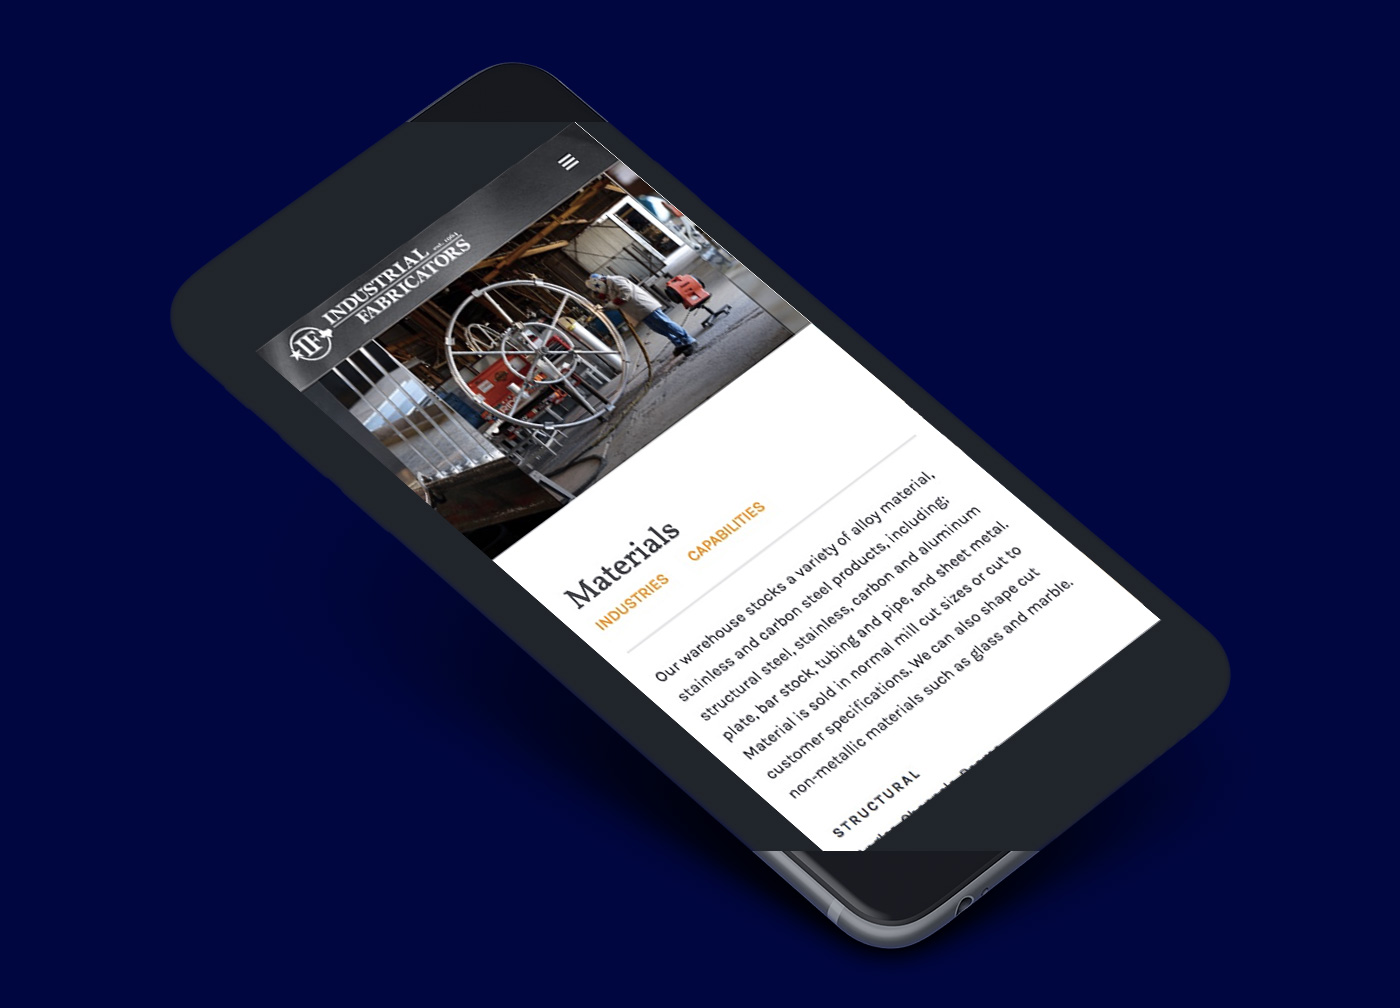 IF
INDUSTRIAL est. 1964
FABRICATORS
Materials
INDUSTRIES CAPABILITIES
Our warehouse stocks a variety of alloy material,
stainless and carbon steel products, including;
structural steel, stainless, carbon and aluminum
plate, bar stock, tubing and pipe, and sheet metal.
Material is sold in normal mill cut sizes or cut to
customer specifications. We can also shape cut
non-metallic materials such as glass and marble.
STRUCTURAL